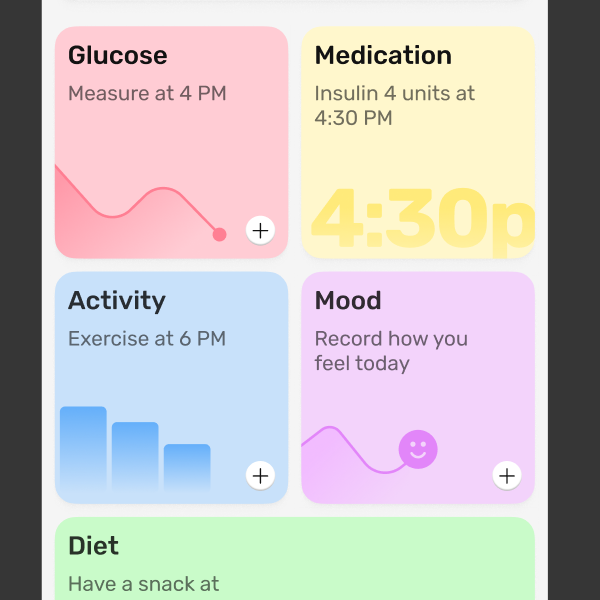 Glucose
Measure at 4 PM
Medication
Insulin 4 units at
4:30 PM
4:30p
Activity
Exercise at 6 PM
Mood
Record how you
feel today
Diet
Have a snack at